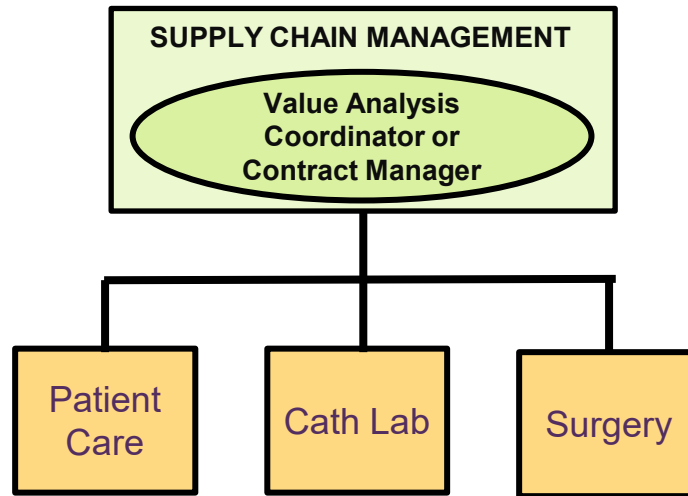 SUPPLY CHAIN MANAGEMENT
Value Analysis
Coordinator or
Contract Manager
Patient
Care
Cath Lab
Surgery